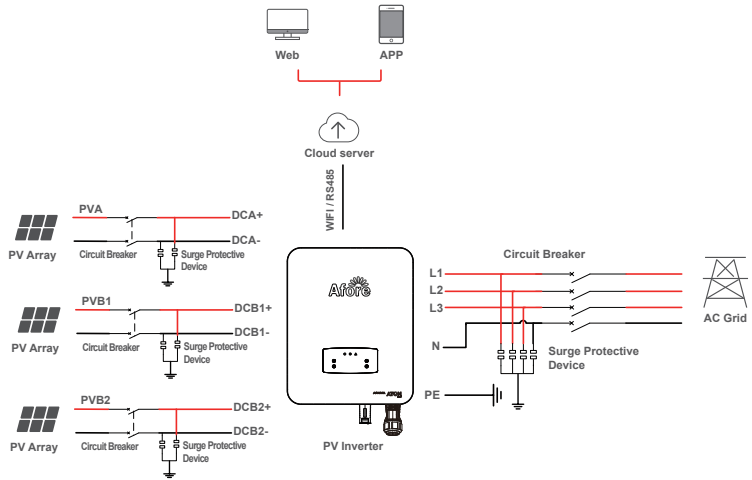 Web
APP
Cloud server
WIFI / RS485
PVA
DCA+
DCA-
PV Array
Circuit Breaker
Surge Protective
Device
PVB1
DCB1+
DCB1-
PV Array
Circuit Breaker
Surge Protective
Device
PVB2
DCB2+
DCB2-
PV Array
Circuit Breaker
Surge Protective
Device
Afore
PV Inverter
Circuit Breaker
L1
L2
L3
N
PE
Surge Protective
Device
AC Grid